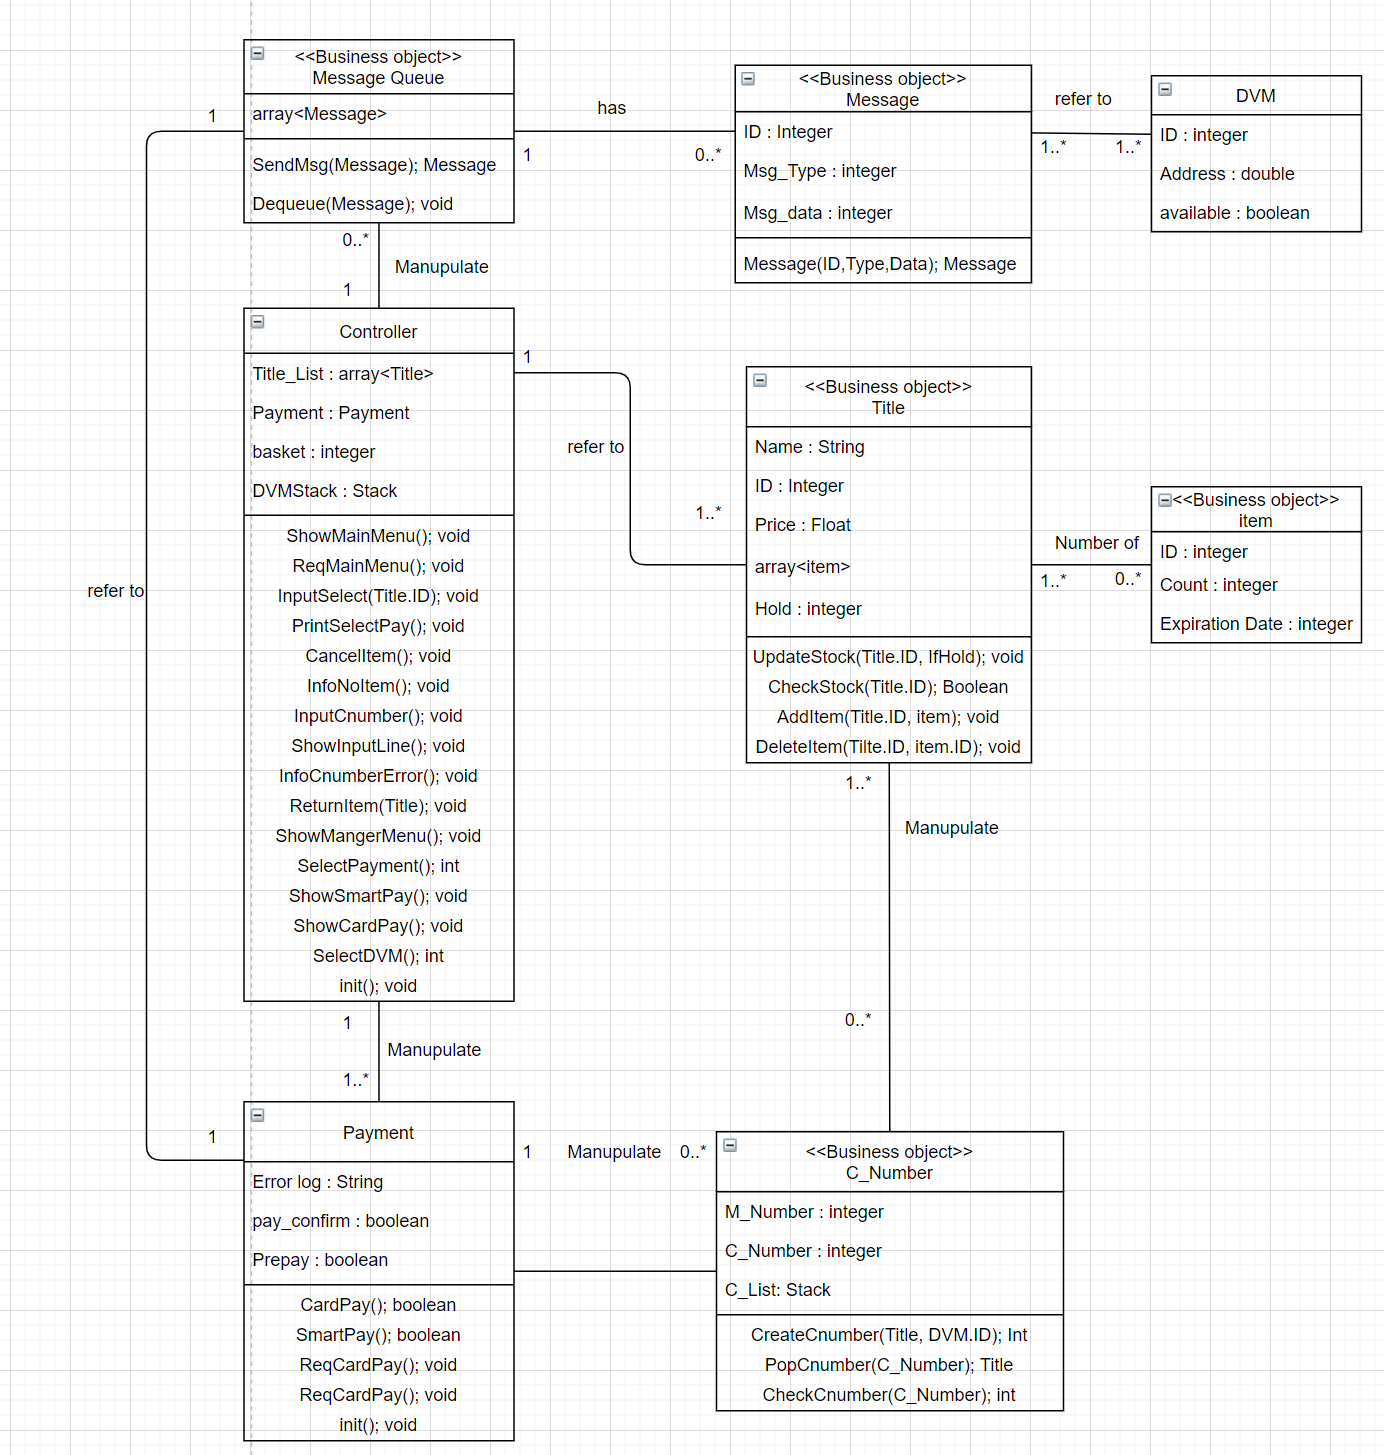 <<Business object>>
Message Queue
array<Message>
SendMsg(Message); Message
Dequeue(Message); void
1
has
1
0..*
<<Business object>>
Message
ID : Integer
Msg_Type : integer
Msg_data : integer
Message(ID,Type,Data); Message
refer to
1..*
1..*
DVM
ID : integer
Address : double
available : boolean
0..*
Manupulate
1
Controller
Title_List : array<Title>
Payment : Payment
basket : integer
DVMStack : Stack
ShowMainMenu(); void
ReqMainMenu(); void
InputSelect(Title.ID); void
PrintSelectPay(); void
CancelItem(); void
InfoNoItem(); void
InputCnumber(); void
ShowInputLine(); void
InfoCnumberError(); void
ReturnItem(Title); void
ShowMangerMenu(); void
SelectPayment(); int
ShowSmartPay(); void
ShowCardPay(); void
SelectDVM(); int
init(); void
1
refer to
1..*
<<Business object>>
Title
Name : String
ID : Integer
Price : Float
array<item>
Hold : integer
UpdateStock(Title.ID, IfHold); void
CheckStock(Title.ID); Boolean
AddItem(Title.ID, item); void
DeleteItem(Tilte.ID, item.ID); void
Number of
1..*
0..*
<<Business object>>
item
ID : integer
Count : integer
Expiration Date : integer
refer to
1..*
Manupulate
0..*
1
Manupulate
1..*
1
Payment
Error log : String
pay_confirm : boolean
Prepay : boolean
CardPay(); boolean
SmartPay(); boolean
ReqCardPay(); void
ReqCardPay(); void
init(); void
1
Manupulate
0..*
<<Business object>>
C_Number
M_Number : integer
C_Number : integer
C_List: Stack
CreateCnumber(Title, DVM.ID); Int
PopCnumber(C_Number); Title
CheckCnumber(C_Number); int